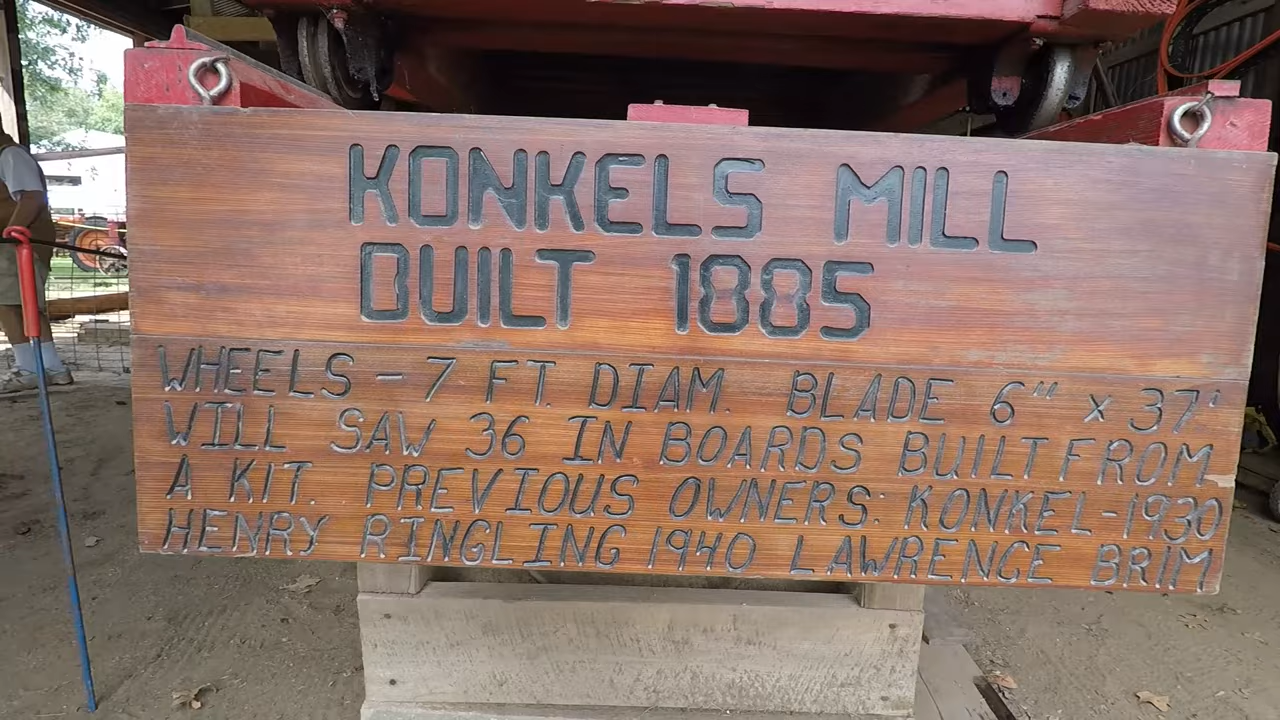 KONKELS MILL
BUILT 1885
WHEELS - 7 FT. DIAM. BLADE 6" x 37'
WILL SAW 36 IN BOARDS BUILT FROM
A KIT. PREVIOUS OWNERS: KONKEL-1930
HENRY RINGLING 1940 LAWRENCE BRIM